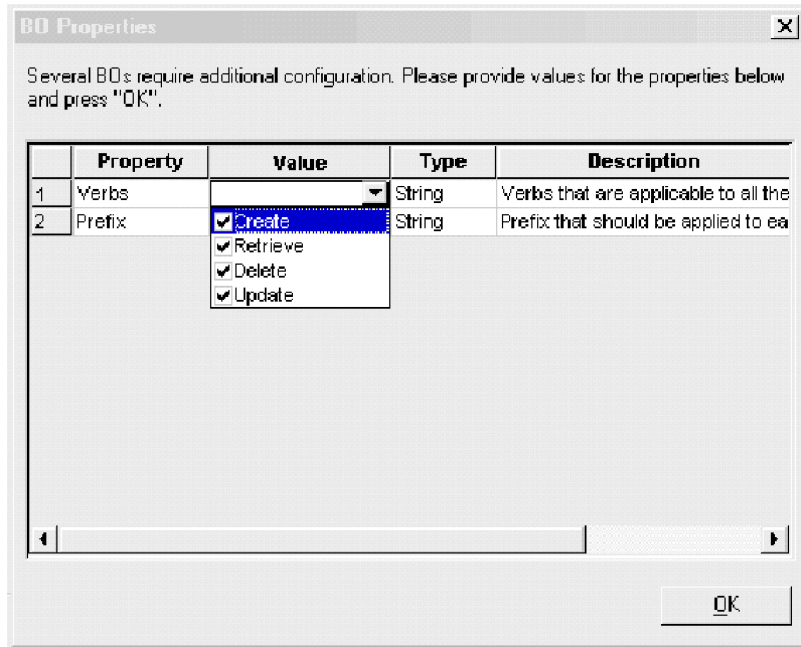 BO Properties
Several BOs require additional configuration. Please provide values for the properties below
and press "OK".
Property Value Type Description
1 Verbs String Verbs that are applicable to all the
2 Prefix Create String Prefix that should be applied to ea
Retrieve
Delete
Update
OK